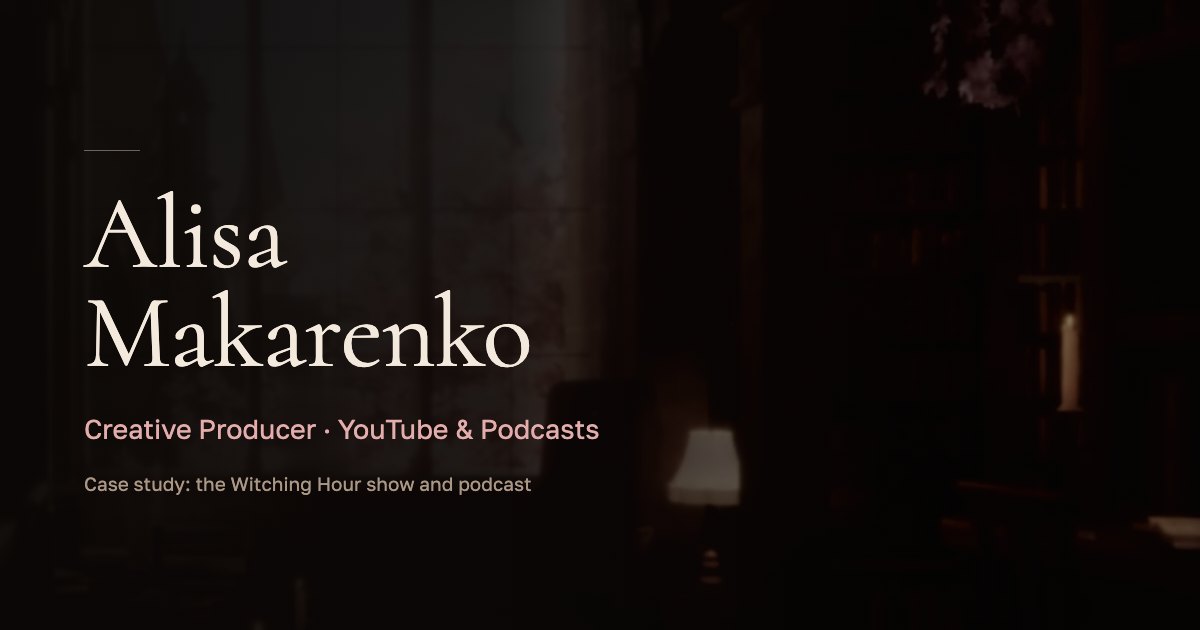 Alisa
Makarenko
Creative Producer · YouTube & Podcasts
Case study: the Witching Hour show and podcast